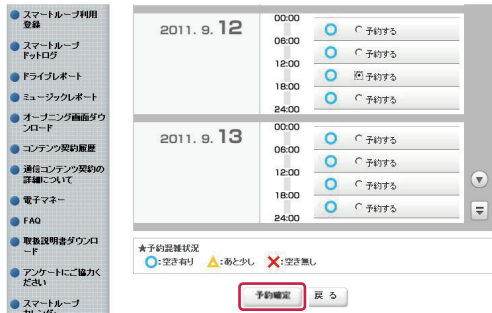 スマートループ利用
登録
スマートループ
ドットログ
ドライブレポート
ミュージックレポート
オープニング画面ダウ
ンロード
コンテンツ契約履歴
通信コンテンツ契約の
詳細について
電子マネー
FAQ
取扱説明書ダウンロ
ード
アンケートにご協力く
ださい
スマートループ
カレンダー
2011. 9. 12
00:00
予約する
06:00
予約する
12:00
予約する
18:00
予約する
24:00
2011. 9. 13
00:00
予約する
06:00
予約する
12:00
予約する
18:00
予約する
24:00
★予約混雑状況
:空き有り :あと少し :空き無し
予約確定 戻る